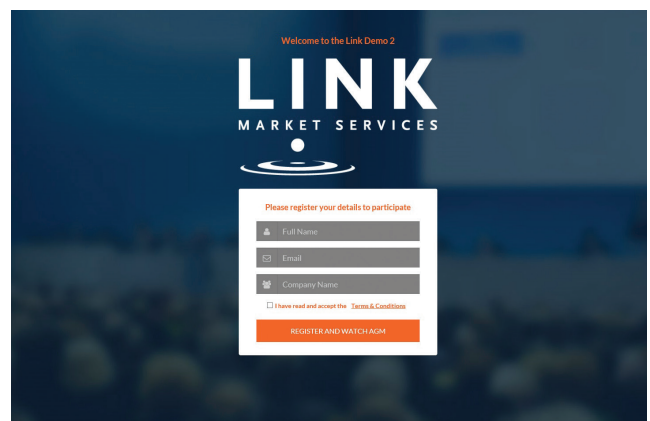 Welcome to the Link Demo 2
LINK
MARKET SERVICES
Please register your details to participate
Full Name
Email
Company Name
I have read and accept the Terms & Conditions
REGISTER AND WATCH AGM